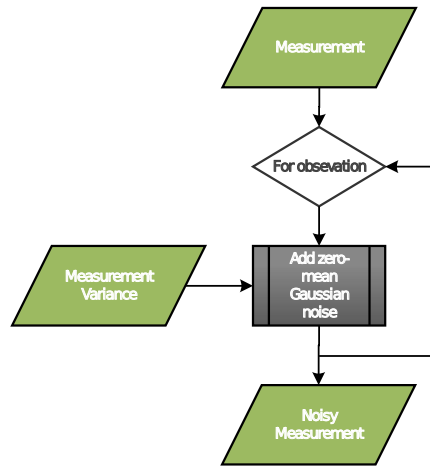 Measurement
For obsevation
Add zero-
mean
Gaussian
noise
Measurement
Variance
Noisy
Measurement